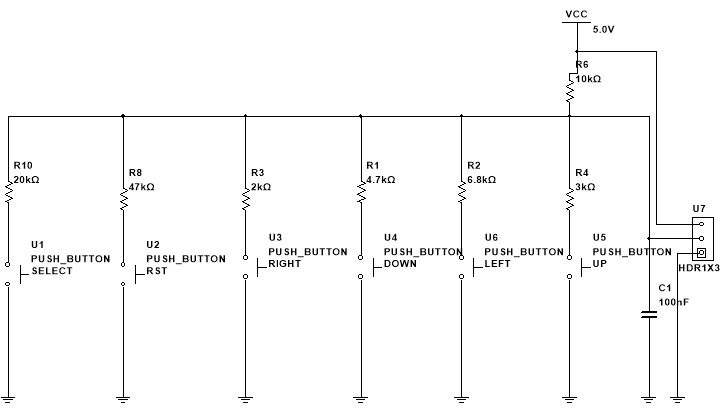 VCC
5.0V
R6
10kΩ
R10
20kΩ
R8
47kΩ
R3
2kΩ
R1
4.7kΩ
R2
6.8kΩ
R4
3kΩ
U7
HDR1X3
U1
PUSH_BUTTON
SELECT
U2
PUSH_BUTTON
RST
U3
PUSH_BUTTON
RIGHT
U4
PUSH_BUTTON
DOWN
U6
PUSH_BUTTON
LEFT
U5
PUSH_BUTTON
UP
C1
100nF